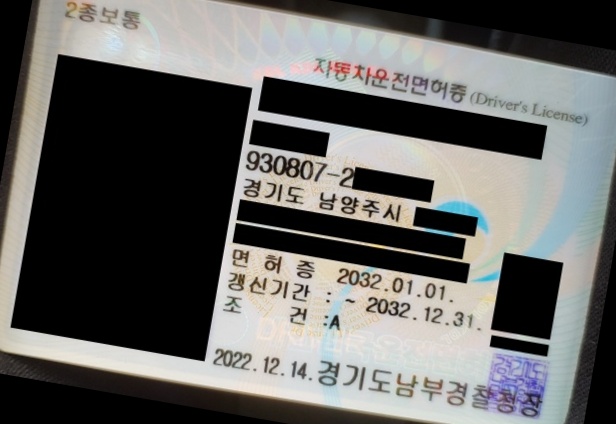 2종보통
자동차운전면허증 (Driver's License)
930807-2
경기도 남양주시
면 허 증 2032.01.01.
갱신기간 : ~ 2032.12.31.
조 건 :A
2022.12.14. 경기도남부경찰청장